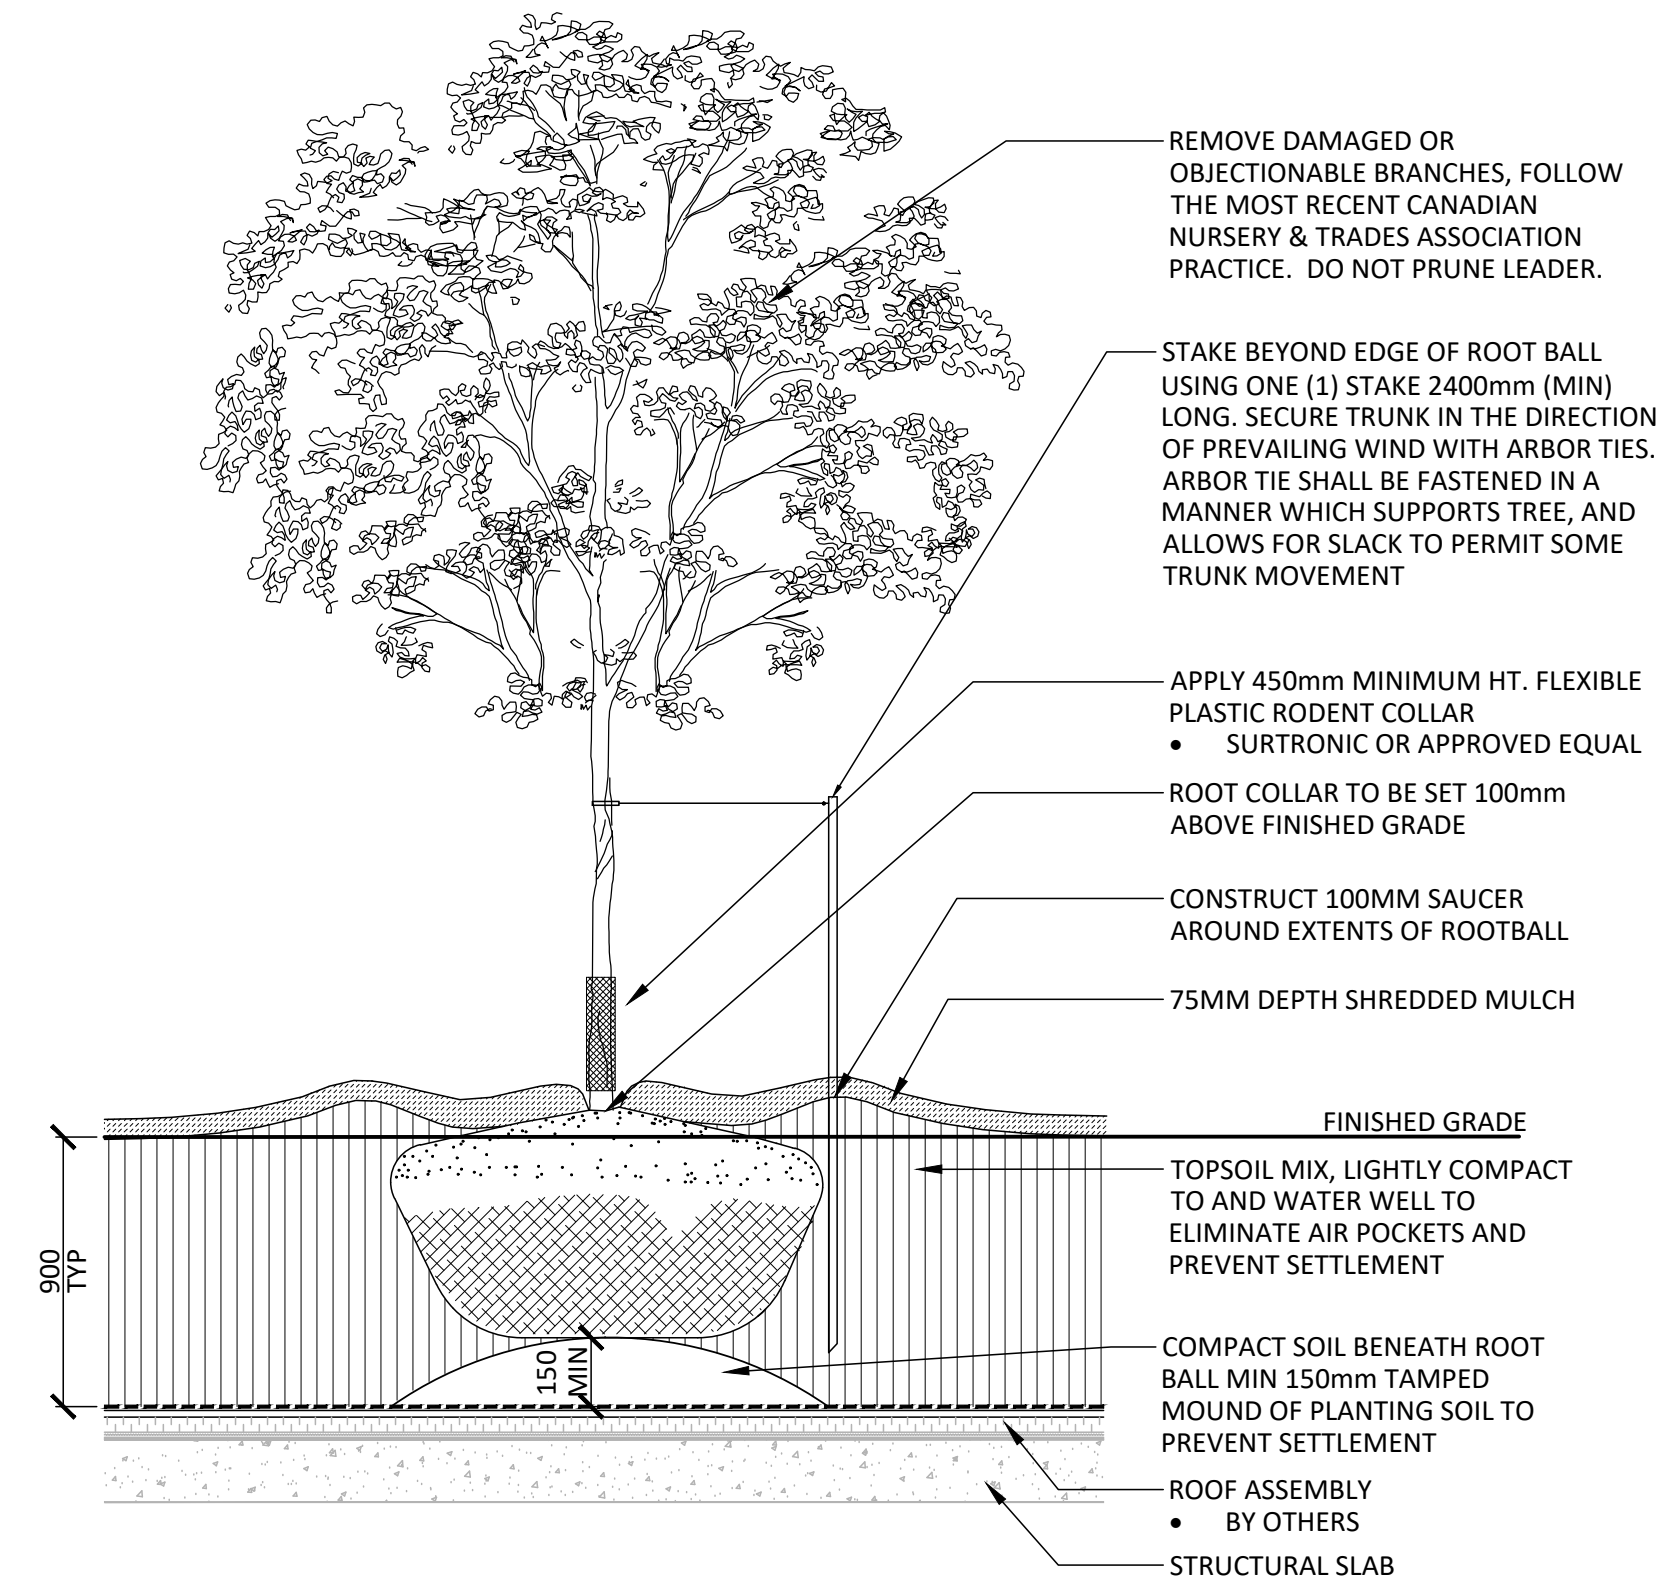 REMOVE DAMAGED OR
OBJECTIONABLE BRANCHES, FOLLOW
THE MOST RECENT CANADIAN
NURSERY & TRADES ASSOCIATION
PRACTICE. DO NOT PRUNE LEADER.
STAKE BEYOND EDGE OF ROOT BALL
USING ONE (1) STAKE 2400mm (MIN)
LONG. SECURE TRUNK IN THE DIRECTION
OF PREVAILING WIND WITH ARBOR TIES.
ARBOR TIE SHALL BE FASTENED IN A
MANNER WHICH SUPPORTS TREE, AND
ALLOWS FOR SLACK TO PERMIT SOME
TRUNK MOVEMENT
APPLY 450mm MINIMUM HT. FLEXIBLE
PLASTIC RODENT COLLAR
• SURTRONIC OR APPROVED EQUAL
ROOT COLLAR TO BE SET 100mm
ABOVE FINISHED GRADE
CONSTRUCT 100MM SAUCER
AROUND EXTENTS OF ROOTBALL
75MM DEPTH SHREDDED MULCH
FINISHED GRADE
TOPSOIL MIX, LIGHTLY COMPACT
TO AND WATER WELL TO
ELIMINATE AIR POCKETS AND
PREVENT SETTLEMENT
900
TYP
150
MIN
COMPACT SOIL BENEATH ROOT
BALL MIN 150mm TAMPED
MOUND OF PLANTING SOIL TO
PREVENT SETTLEMENT
ROOF ASSEMBLY
• BY OTHERS
STRUCTURAL SLAB